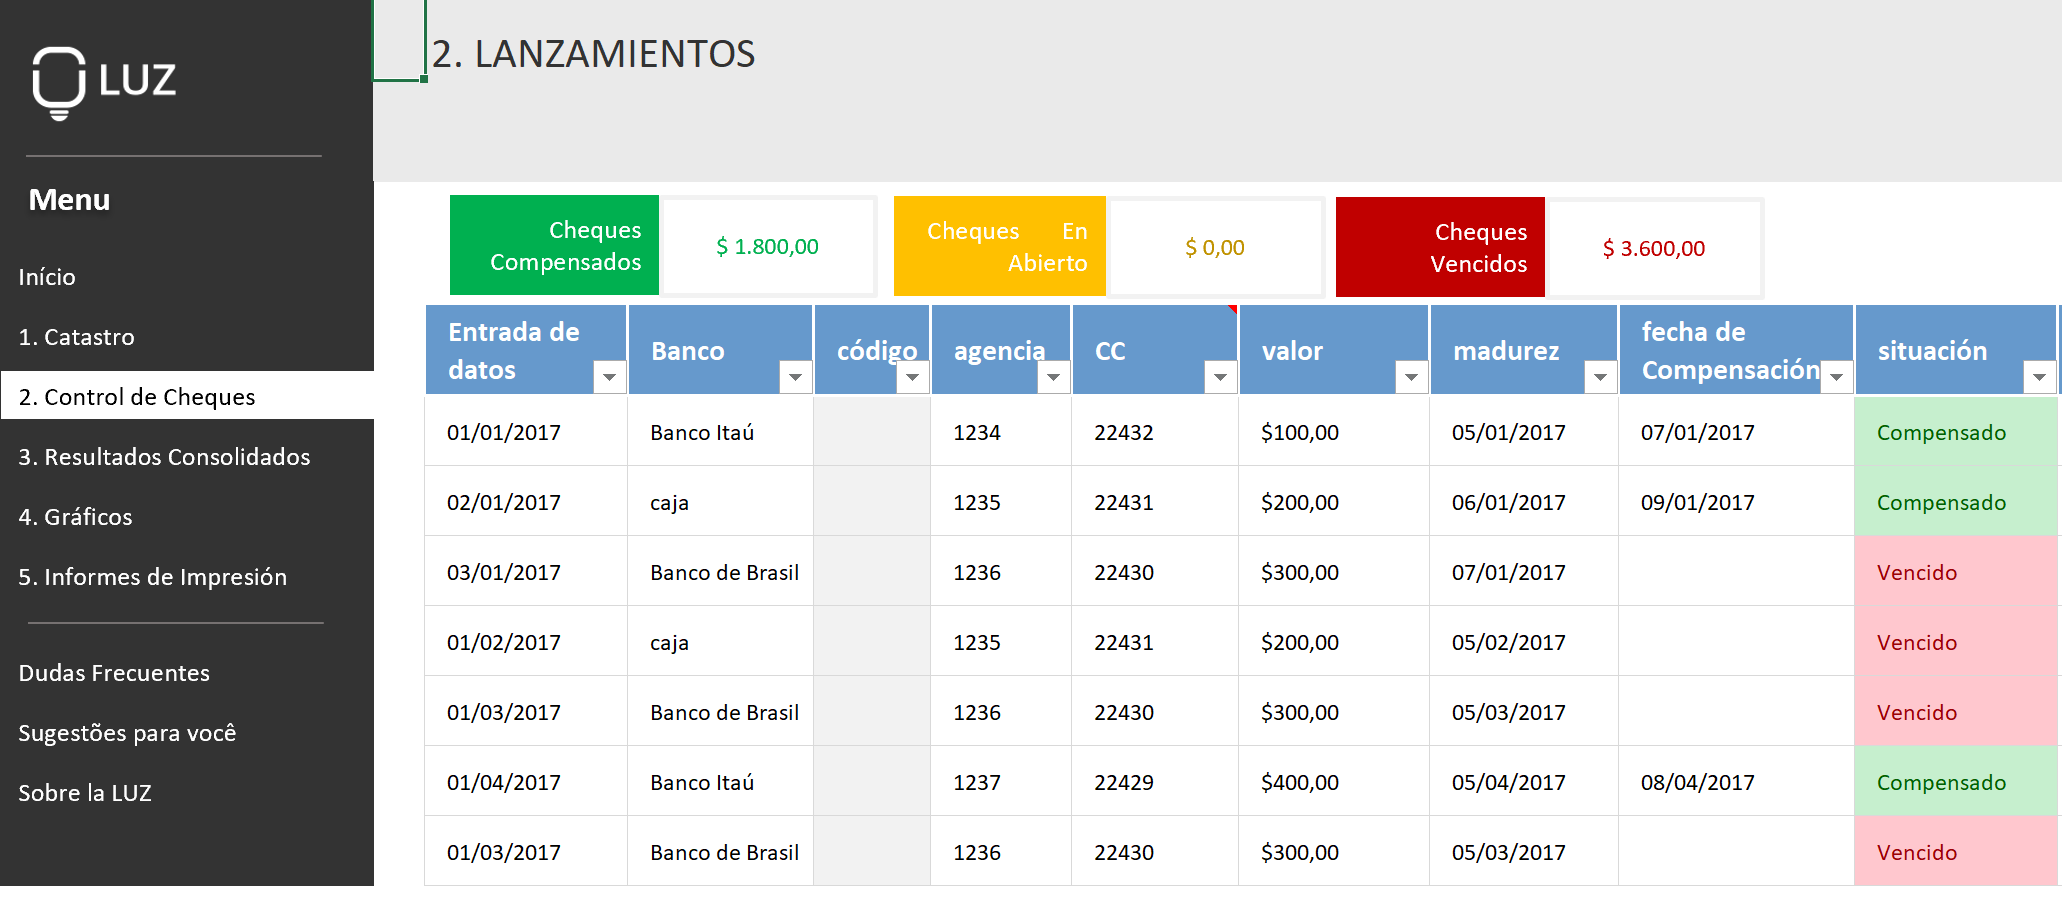 LUZ
Menu
Início
1. Catastro
2. Control de Cheques
3. Resultados Consolidados
4. Gráficos
5. Informes de Impresión
Dudas Frecuentes
Sugestões para você
Sobre la LUZ
2. LANZAMIENTOS
Cheques
Compensados
$ 1.800,00
Cheques En
Abierto
$ 0,00
Cheques
Vencidos
$ 3.600,00
Entrada de
datos
Banco
código
agencia
CC
valor
madurez
fecha de
Compensación
situación
01/01/2017 Banco Itaú 1234 22432 $100,00 05/01/2017 07/01/2017 Compensado
02/01/2017 caja 1235 22431 $200,00 06/01/2017 09/01/2017 Compensado
03/01/2017 Banco de Brasil 1236 22430 $300,00 07/01/2017 Vencido
01/02/2017 caja 1235 22431 $200,00 05/02/2017 Vencido
01/03/2017 Banco de Brasil 1236 22430 $300,00 05/03/2017 Vencido
01/04/2017 Banco Itaú 1237 22429 $400,00 05/04/2017 08/04/2017 Compensado
01/03/2017 Banco de Brasil 1236 22430 $300,00 05/03/2017 Vencido